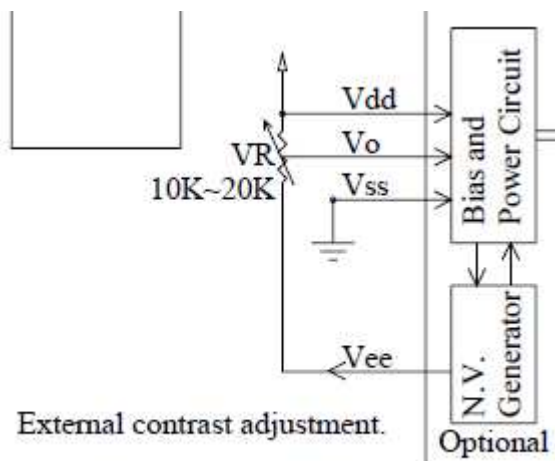 Vdd
Vo
VR
10K~20K
Vss
Bias and
Power Circuit
Vee
N.V.
Generator
External contrast adjustment.
Optional